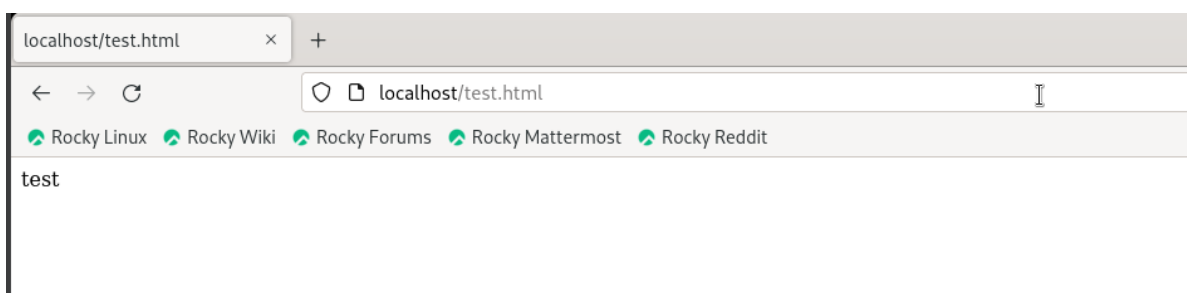 localhost/test.html
localhost/test.html
Rocky Linux Rocky Wiki Rocky Forums Rocky Mattermost Rocky Reddit
test